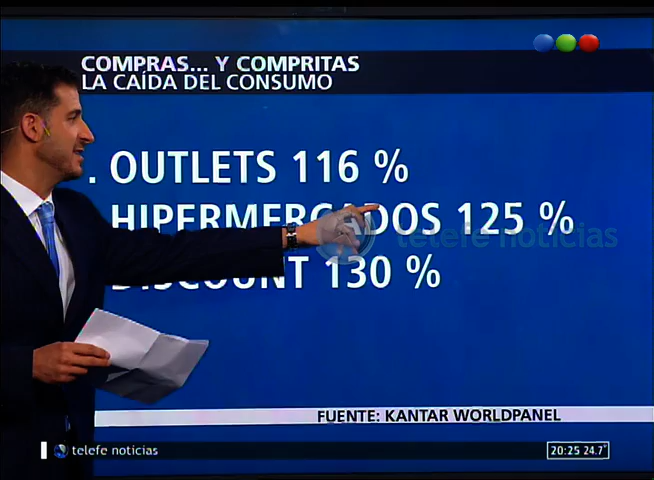 COMPRAS... Y COMPRITAS
LA CAÍDA DEL CONSUMO
. OUTLETS 116 %
HIPERMERCADOS 125 %
telefe noticias
DISCOUNT 130 %
FUENTE: KANTAR WORLDPANEL
telefe noticias
20:25 24.7°